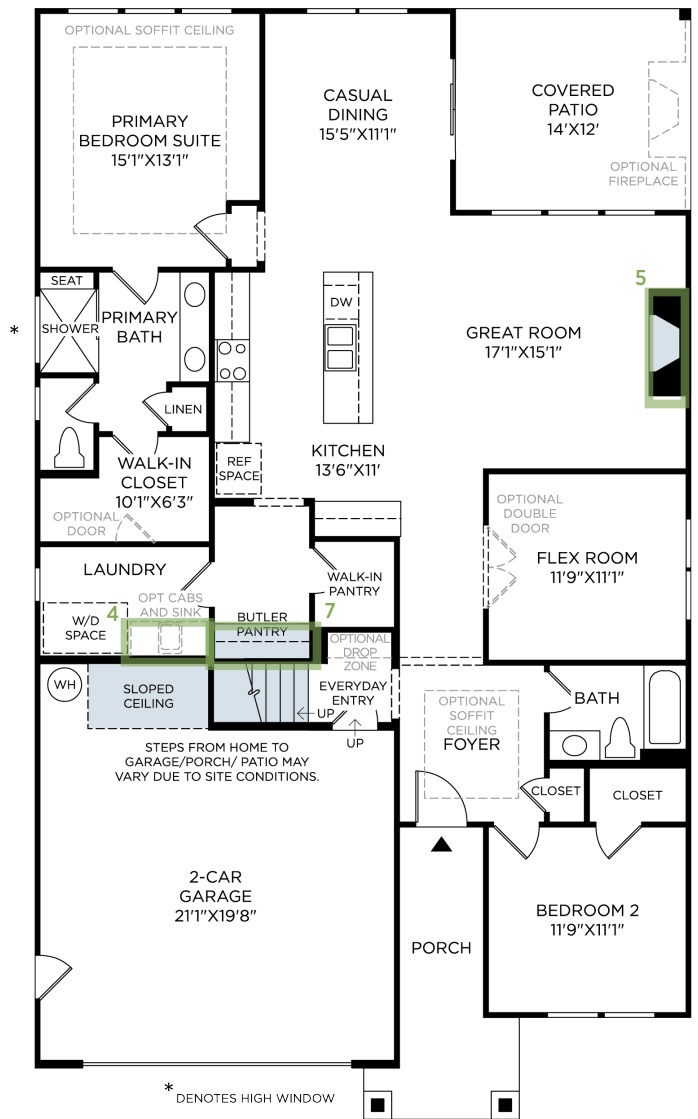 OPTIONAL SOFFIT CEILING
PRIMARY
BEDROOM SUITE
15'1"X13'1"
CASUAL
DINING
15'5"X11'1"
COVERED
PATIO
14'X12'
OPTIONAL
FIREPLACE
SEAT
SHOWER
*
PRIMARY
BATH
DW
5
GREAT ROOM
17'1"X15'1"
LINEN
WALK-IN
CLOSET
10'1"X6'3"
OPTIONAL
DOOR
REF
SPACE
KITCHEN
13'6"X11'
OPTIONAL
DOUBLE
DOOR
FLEX ROOM
11'9"X11'1"
LAUNDRY
OPT CABS
AND SINK
4
W/D
SPACE
WALK-IN
PANTRY
BUTLER
PANTRY
7
OPTIONAL
DROP
ZONE
EVERYDAY
ENTRY
UP
UP
WH
SLOPED
CEILING
STEPS FROM HOME TO
GARAGE/PORCH/ PATIO MAY
VARY DUE TO SITE CONDITIONS.
OPTIONAL
SOFFIT
CEILING
FOYER
BATH
CLOSET
CLOSET
2-CAR
GARAGE
21'1"X19'8"
PORCH
BEDROOM 2
11'9"X11'1"
* DENOTES HIGH WINDOW